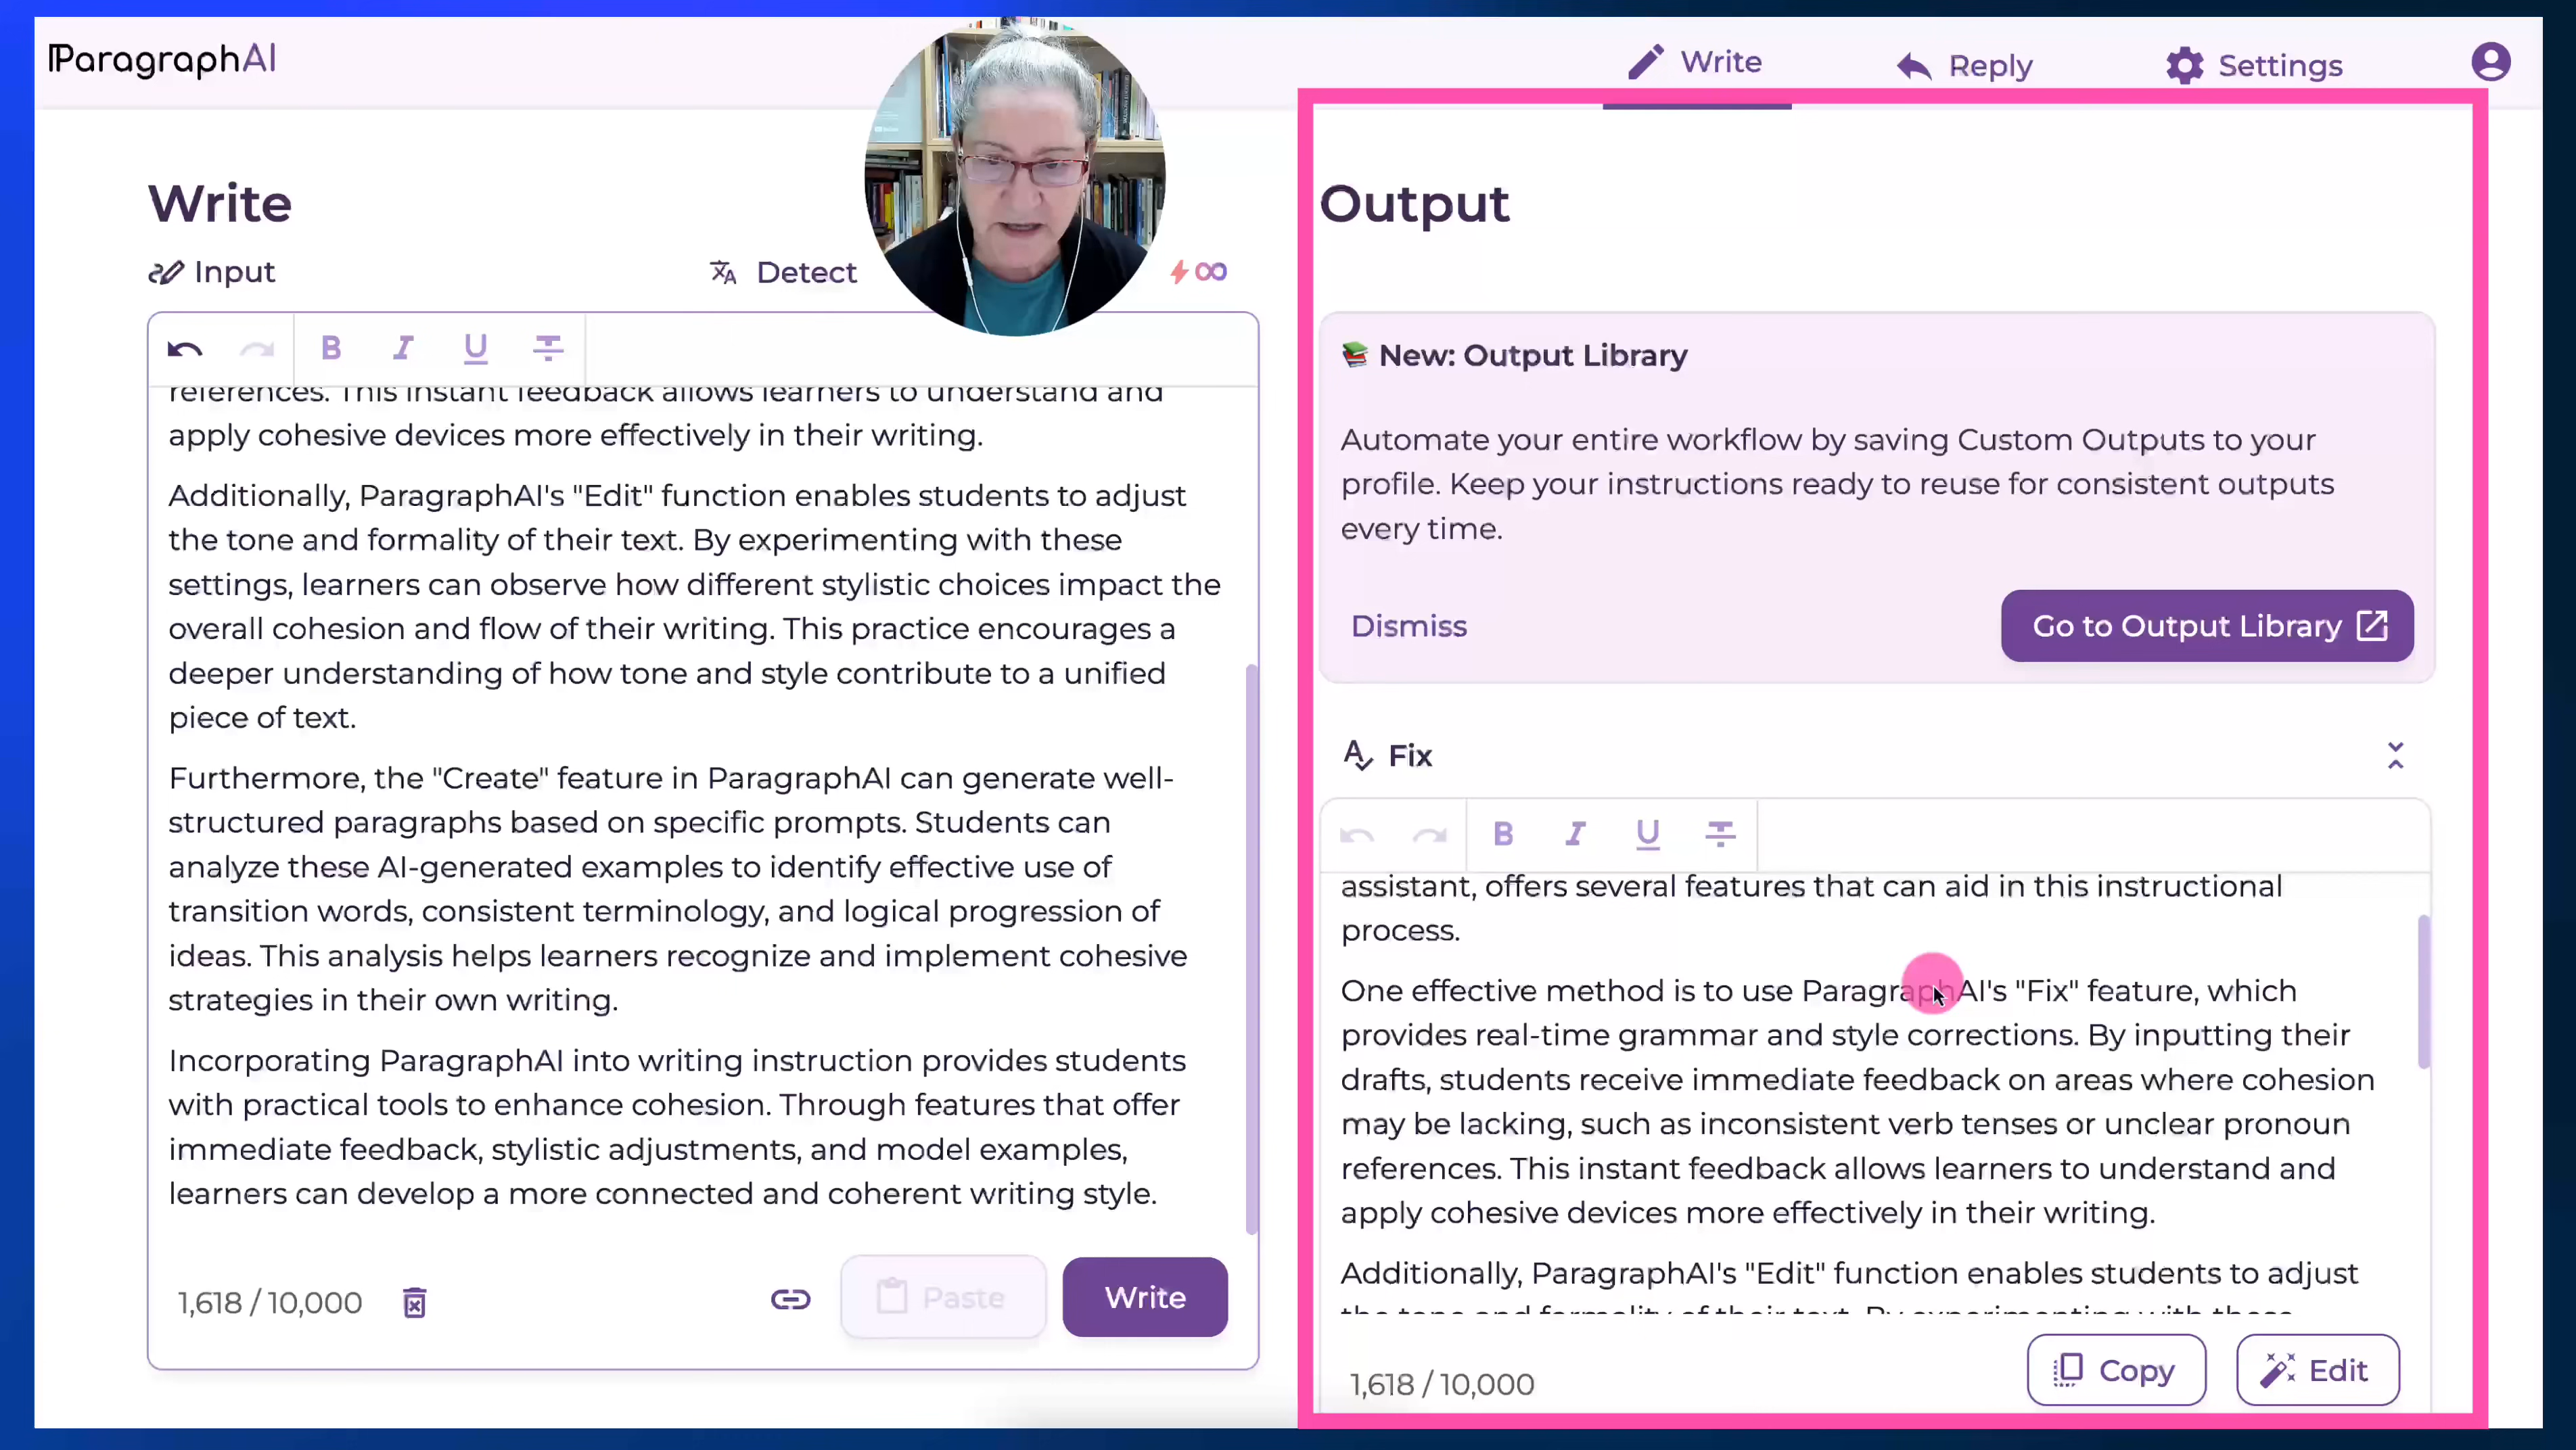 ParagraphAI
Write
Reply
Settings
Write
Input
Detect
references. This instant feedback allows learners to understand and
apply cohesive devices more effectively in their writing.
Additionally, ParagraphAI's "Edit" function enables students to adjust
the tone and formality of their text. By experimenting with these
settings, learners can observe how different stylistic choices impact the
overall cohesion and flow of their writing. This practice encourages a
deeper understanding of how tone and style contribute to a unified
piece of text.
Furthermore, the "Create" feature in ParagraphAI can generate well-
structured paragraphs based on specific prompts. Students can
analyze these AI-generated examples to identify effective use of
transition words, consistent terminology, and logical progression of
ideas. This analysis helps learners recognize and implement cohesive
strategies in their own writing.
Incorporating ParagraphAI into writing instruction provides students
with practical tools to enhance cohesion. Through features that offer
immediate feedback, stylistic adjustments, and model examples,
learners can develop a more connected and coherent writing style.
1,618 / 10,000
Paste
Write
Output
New: Output Library
Automate your entire workflow by saving Custom Outputs to your
profile. Keep your instructions ready to reuse for consistent outputs
every time.
Dismiss
Go to Output Library
Fix
B I U T
assistant, offers several features that can aid in this instructional
process.
One effective method is to use ParagraphAI's "Fix" feature, which
provides real-time grammar and style corrections. By inputting their
drafts, students receive immediate feedback on areas where cohesion
may be lacking, such as inconsistent verb tenses or unclear pronoun
references. This instant feedback allows learners to understand and
apply cohesive devices more effectively in their writing.
Additionally, ParagraphAI's "Edit" function enables students to adjust
the tone and formality of their text. By experimenting with these
1,618 / 10,000
Copy
Edit